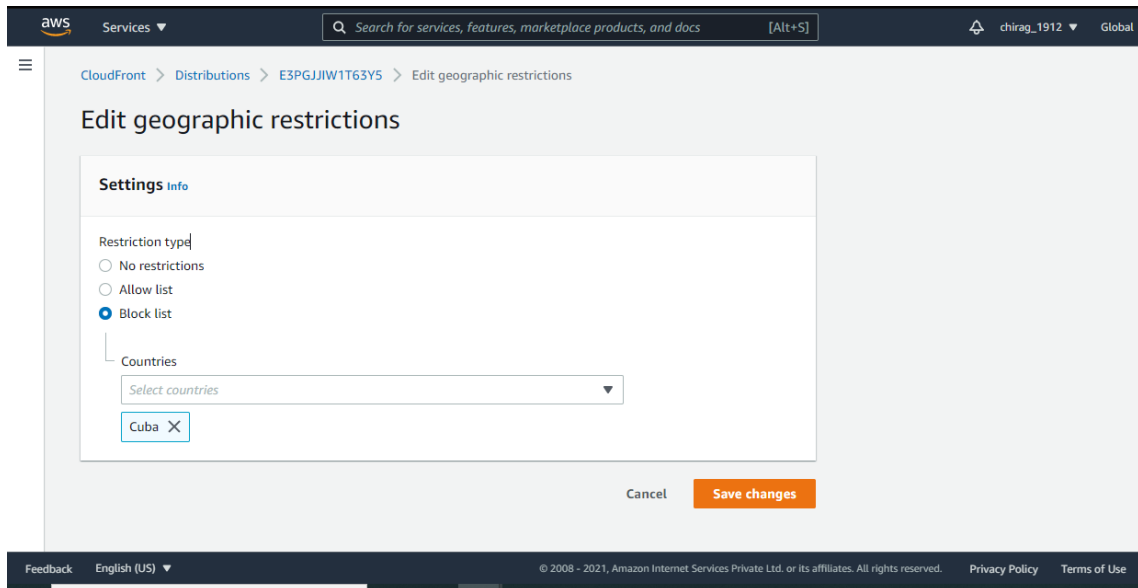 aws Services ▼ Search for services, features, marketplace products, and docs [Alt+S] chirag_1912 ▼ Global
CloudFront > Distributions > E3PGJJIW1T63Y5 > Edit geographic restrictions
Edit geographic restrictions
Settings Info
Restriction type
No restrictions
Allow list
Block list
Countries
Select countries
Cuba
Cancel Save changes
Feedback English (US) ▼ © 2008 - 2021, Amazon Internet Services Private Ltd. or its affiliates. All rights reserved. Privacy Policy Terms of Use